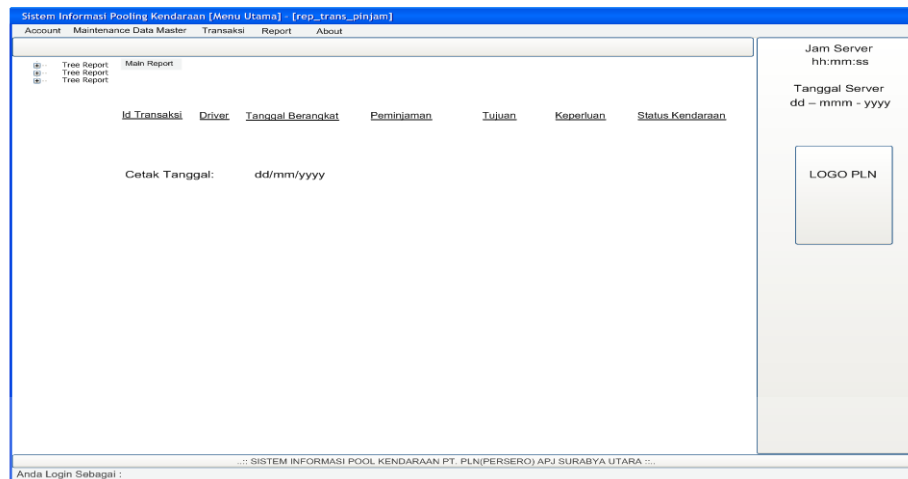 Sistem Informasi Pooling Kendaraan [Menu Utama] - [rep_trans_pinjam]
Account Maintenance Data Master Transaksi Report About
Jam Server
hh:mm:ss
Tanggal Server
dd – mmm - yyyy
LOGO PLN
Tree Report
Tree Report
Tree Report
Main Report
Id Transaksi Driver Tanggal Berangkat Peminjaman Tujuan Keperluan Status Kendaraan
Cetak Tanggal: dd/mm/yyyy
..:: SISTEM INFORMASI POOL KENDARAAN PT. PLN(PERSERO) APJ SURABYA UTARA ::..
Anda Login Sebagai :